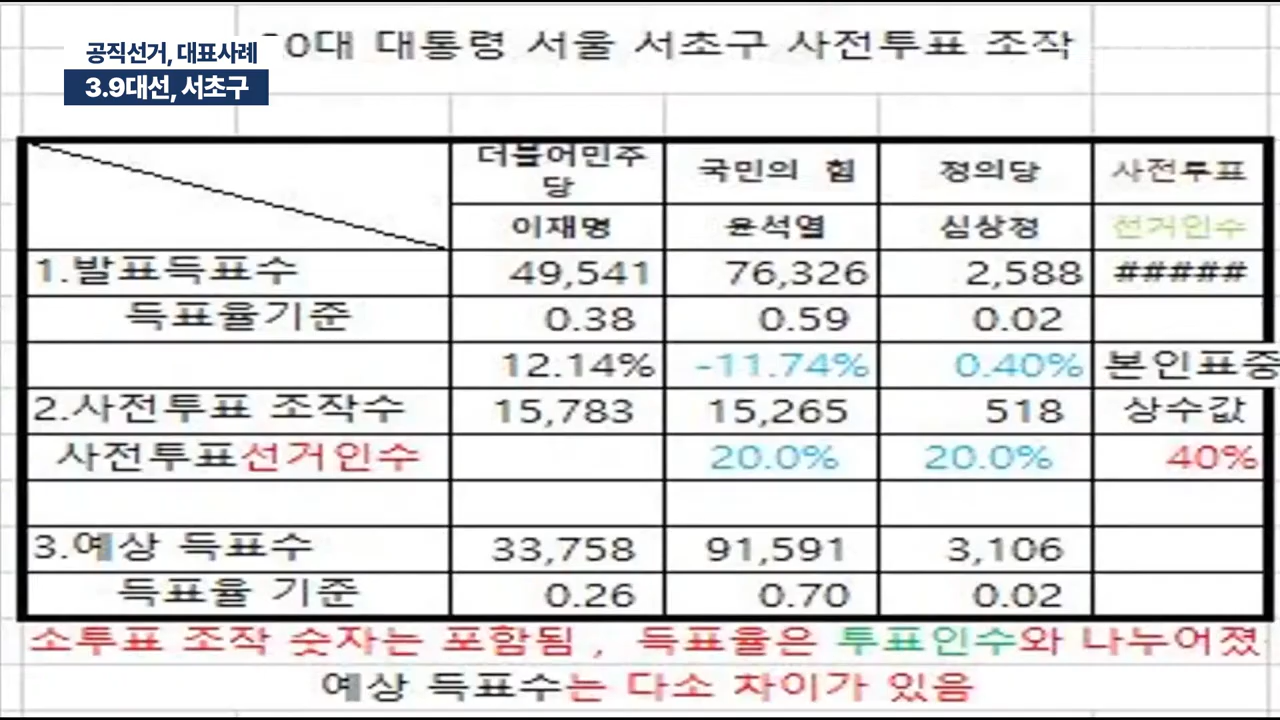 공직선거, 대표사례
3.9대선, 서초구
0대 대통령 서울 서초구 사전투표 조작
더불어민주당 국민의 힘 정의당 사전투표
이재명 윤석열 심상정 선거인수
1.발표득표수 49,541 76,326 2,588 #####
득표율기준 0.38 0.59 0.02
12.14% -11.74% 0.40% 본인표중
2.사전투표 조작수 15,783 15,265 518 상수값
사전투표선거인수 20.0% 20.0% 40%
3.예상 득표수 33,758 91,591 3,106
득표율 기준 0.26 0.70 0.02
소투표 조작 숫자는 포함됨 , 득표율은 투표인수와 나누어졌
예상 득표수는 다소 차이가 있음